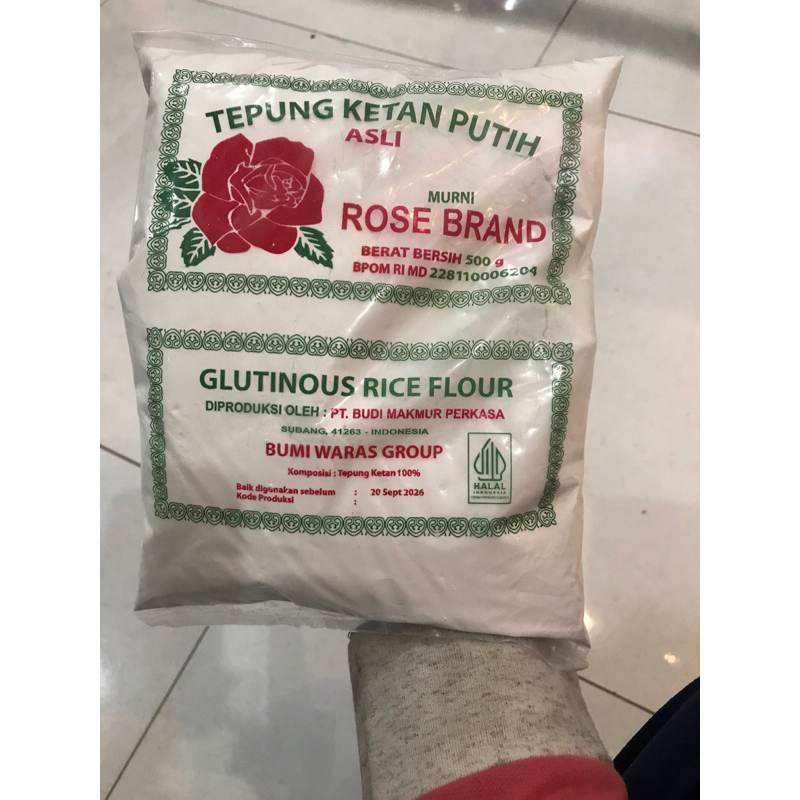 TEPUNG KETAN PUTIH
ASLI
MURNI
ROSE BRAND
BERAT BERSIH 500 g
BPOM RI MD 228110006204
GLUTINOUS RICE FLOUR
DIPRODUKSI OLEH : PT. BUDI MAKMUR PERKASA
SUBANG, 41263 - INDONESIA
BUMI WARAS GROUP
Komposisi : Tepung Ketan 100%
Baik digunakan sebelum : 20 Sept 2026
Kode Produksi :
HALAL
INDONESIA